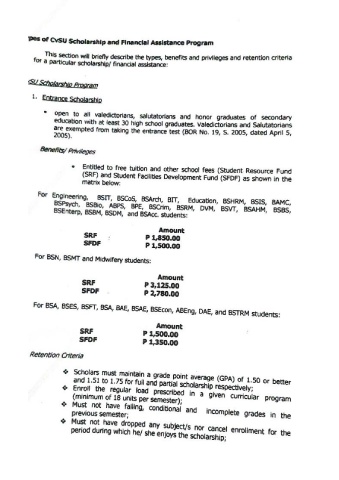 pes of CvSU Scholarship and Financial Assistance Program
This section will briefly describe the types, benefits and privileges and retention criteria
for a particular scholarship/ financial assistance:
vSU Scholarship Program
1. Entrance Scholarship
* open to all valedictorians, salutatorians and honor graduates of secondary
education with at least 30 high school graduates. Valedictorians and Salutatorians
are exempted from taking the entrance test (BOR No. 19, S. 2005, dated April 5,
2005).
Benefits/ Privileges
* Entitled to free tuition and other school fees (Student Resource Fund
(SRF) and Student Facilities Development Fund (SFDF) as shown in the
matrix below:
For Engineering, BSIT, BSCoS, BSArch, BIT, Education, BSHRM, BSIS, BAMC,
BSPsych, BSBio, ABPS, BPE, BSCrim, BSRM, DVM, BSVT, BSAHM, BSBS,
BSEnterp, BSBM, BSDM, and BSAcc. students:
Amount
SRF P 1,850.00
SFDF P 1,500.00
For BSN, BSMT and Midwifery students:
Amount
SRF P 3,125.00
SFDF P 2,780.00
For BSA, BSES, BSFT, BSA, BAE, BSAE, BSEcon, ABEng, DAE, and BSTRM students:
Amount
SRF P 1,500.00
SFDF P 1,350.00
Retention Criteria
❖ Scholars must maintain a grade point average (GPA) of 1.50 or better
and 1.51 to 1.75 for full and partial scholarship respectively;
❖ Enroll the regular load prescribed in a given curricular program
(minimum of 18 units per semester);
❖ Must not have failing, conditional and incomplete grades in the
previous semester;
❖ Must not have dropped any subject/s nor cancel enrollment for the
period during which he/ she enjoys the scholarship;